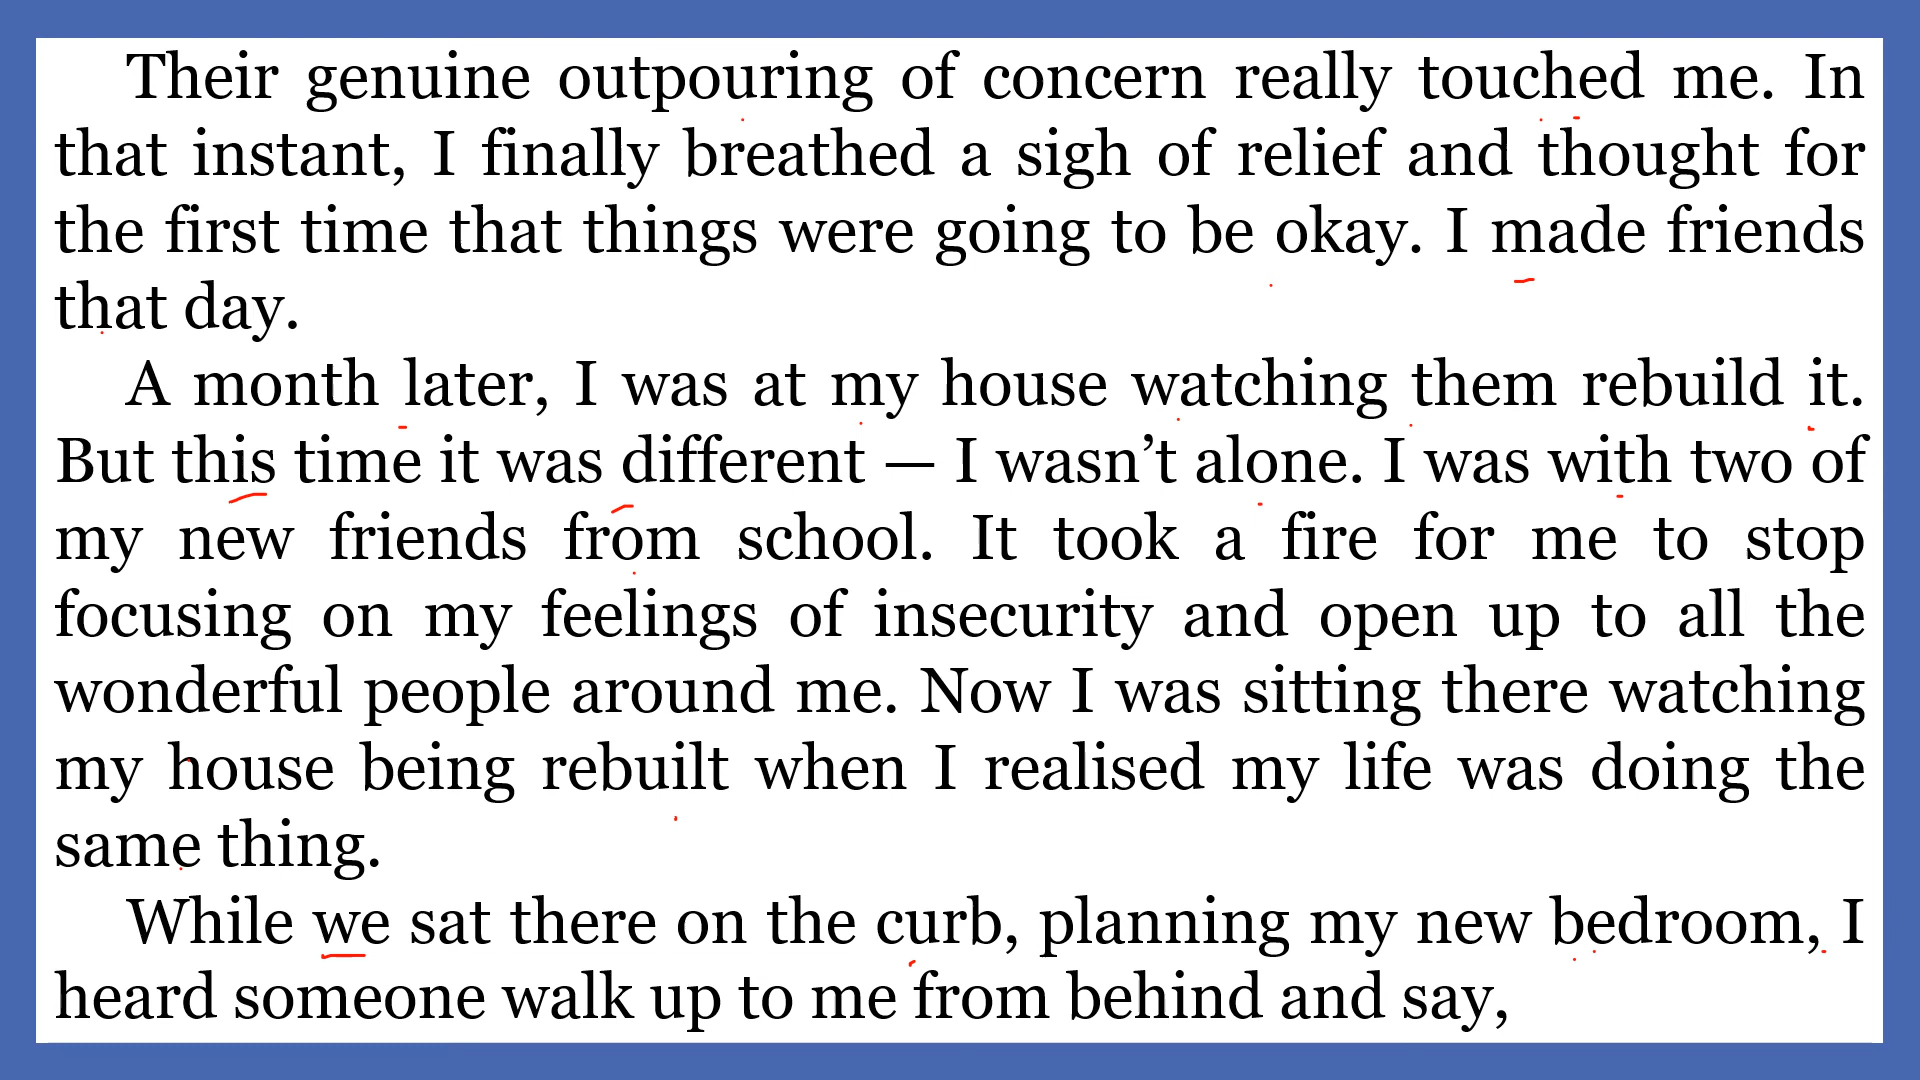 Their genuine outpouring of concern really touched me. In
that instant, I finally breathed a sigh of relief and thought for
the first time that things were going to be okay. I made friends
that day.
A month later, I was at my house watching them rebuild it.
But this time it was different — I wasn’t alone. I was with two of
my new friends from school. It took a fire for me to stop
focusing on my feelings of insecurity and open up to all the
wonderful people around me. Now I was sitting there watching
my house being rebuilt when I realised my life was doing the
same thing.
While we sat there on the curb, planning my new bedroom, I
heard someone walk up to me from behind and say,